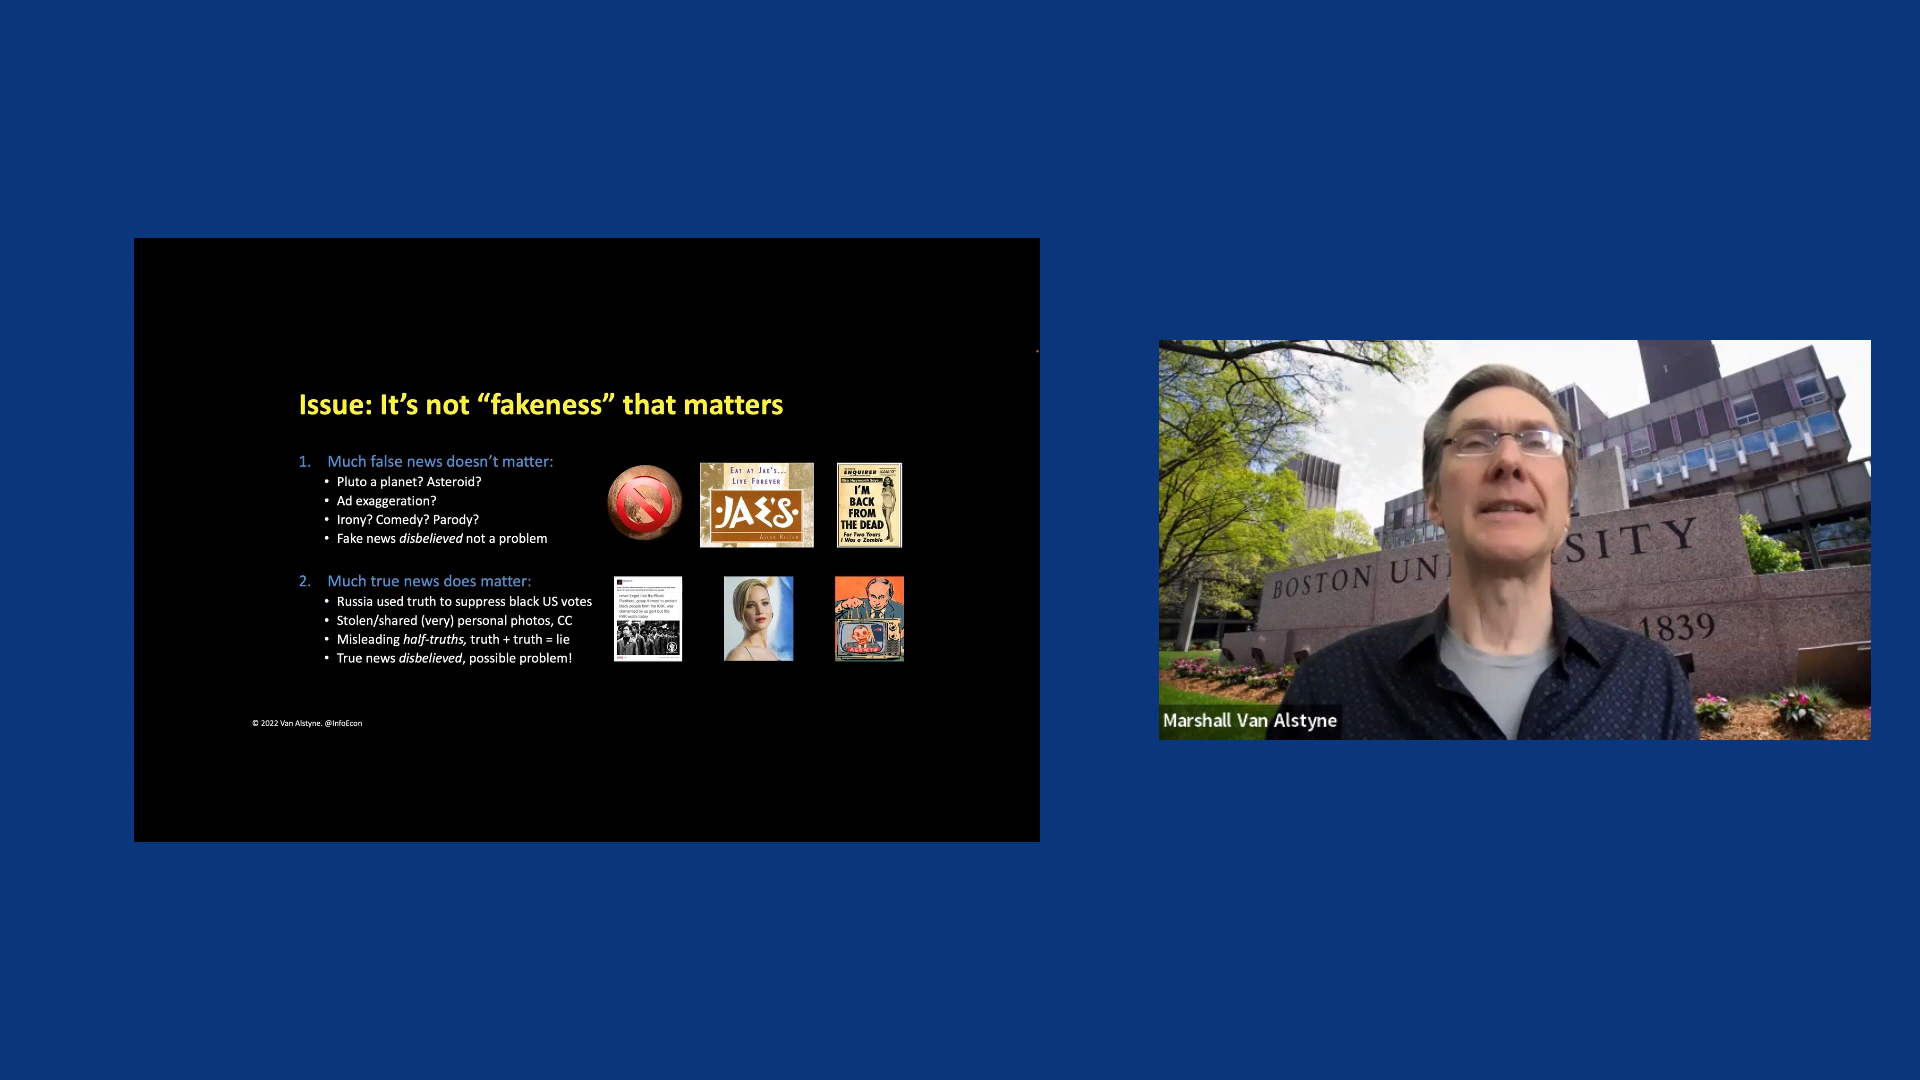 Issue: It's not “fakeness” that matters
1. Much false news doesn't matter:
• Pluto a planet? Asteroid?
• Ad exaggeration?
• Irony? Comedy? Parody?
• Fake news disbelieved not a problem
EAT AT JAE'S...
LIVE FOREVER
·JAE'S·
ENQUIRER
I'M
BACK
FROM
THE DEAD
For Two Years
I Was a Zombie
2. Much true news does matter:
• Russia used truth to suppress black US votes
• Stolen/shared (very) personal photos, CC
• Misleading half-truths, truth + truth = lie
• True news disbelieved, possible problem!
© 2022 Van Alstyne. @InfoEcon
BOSTON UN SITY
1839
Marshall Van Alstyne